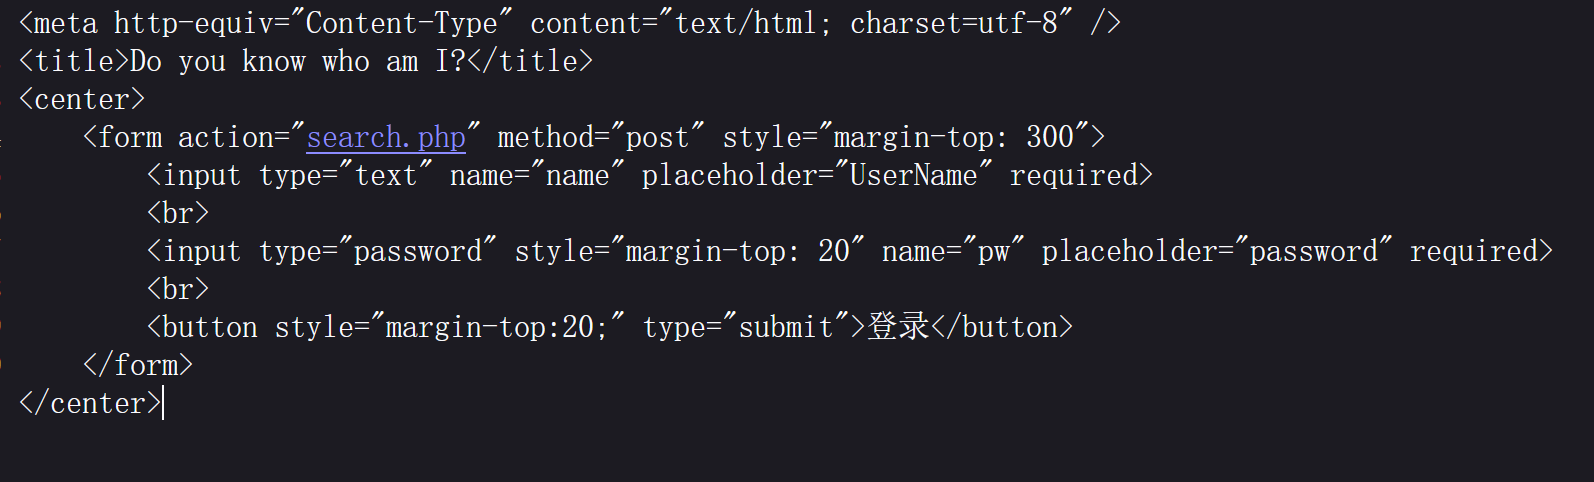 <meta http-equiv="Content-Type" content="text/html; charset=utf-8" />
<title>Do you know who am I?</title>
<center>
    <form action="search.php" method="post" style="margin-top: 300">
        <input type="text" name="name" placeholder="UserName" required>
        <br>
        <input type="password" style="margin-top: 20" name="pw" placeholder="password" required>
        <br>
        <button style="margin-top:20;" type="submit">登录</button>
    </form>
</center>